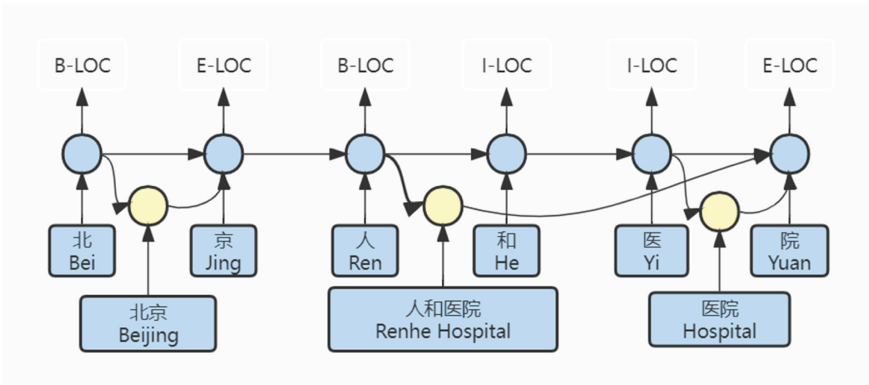 B-LOC E-LOC B-LOC I-LOC I-LOC E-LOC
北 京 人 和 医 院
Bei Jing Ren He Yi Yuan
北京 人和医院 医院
Beijing Renhe Hospital Hospital